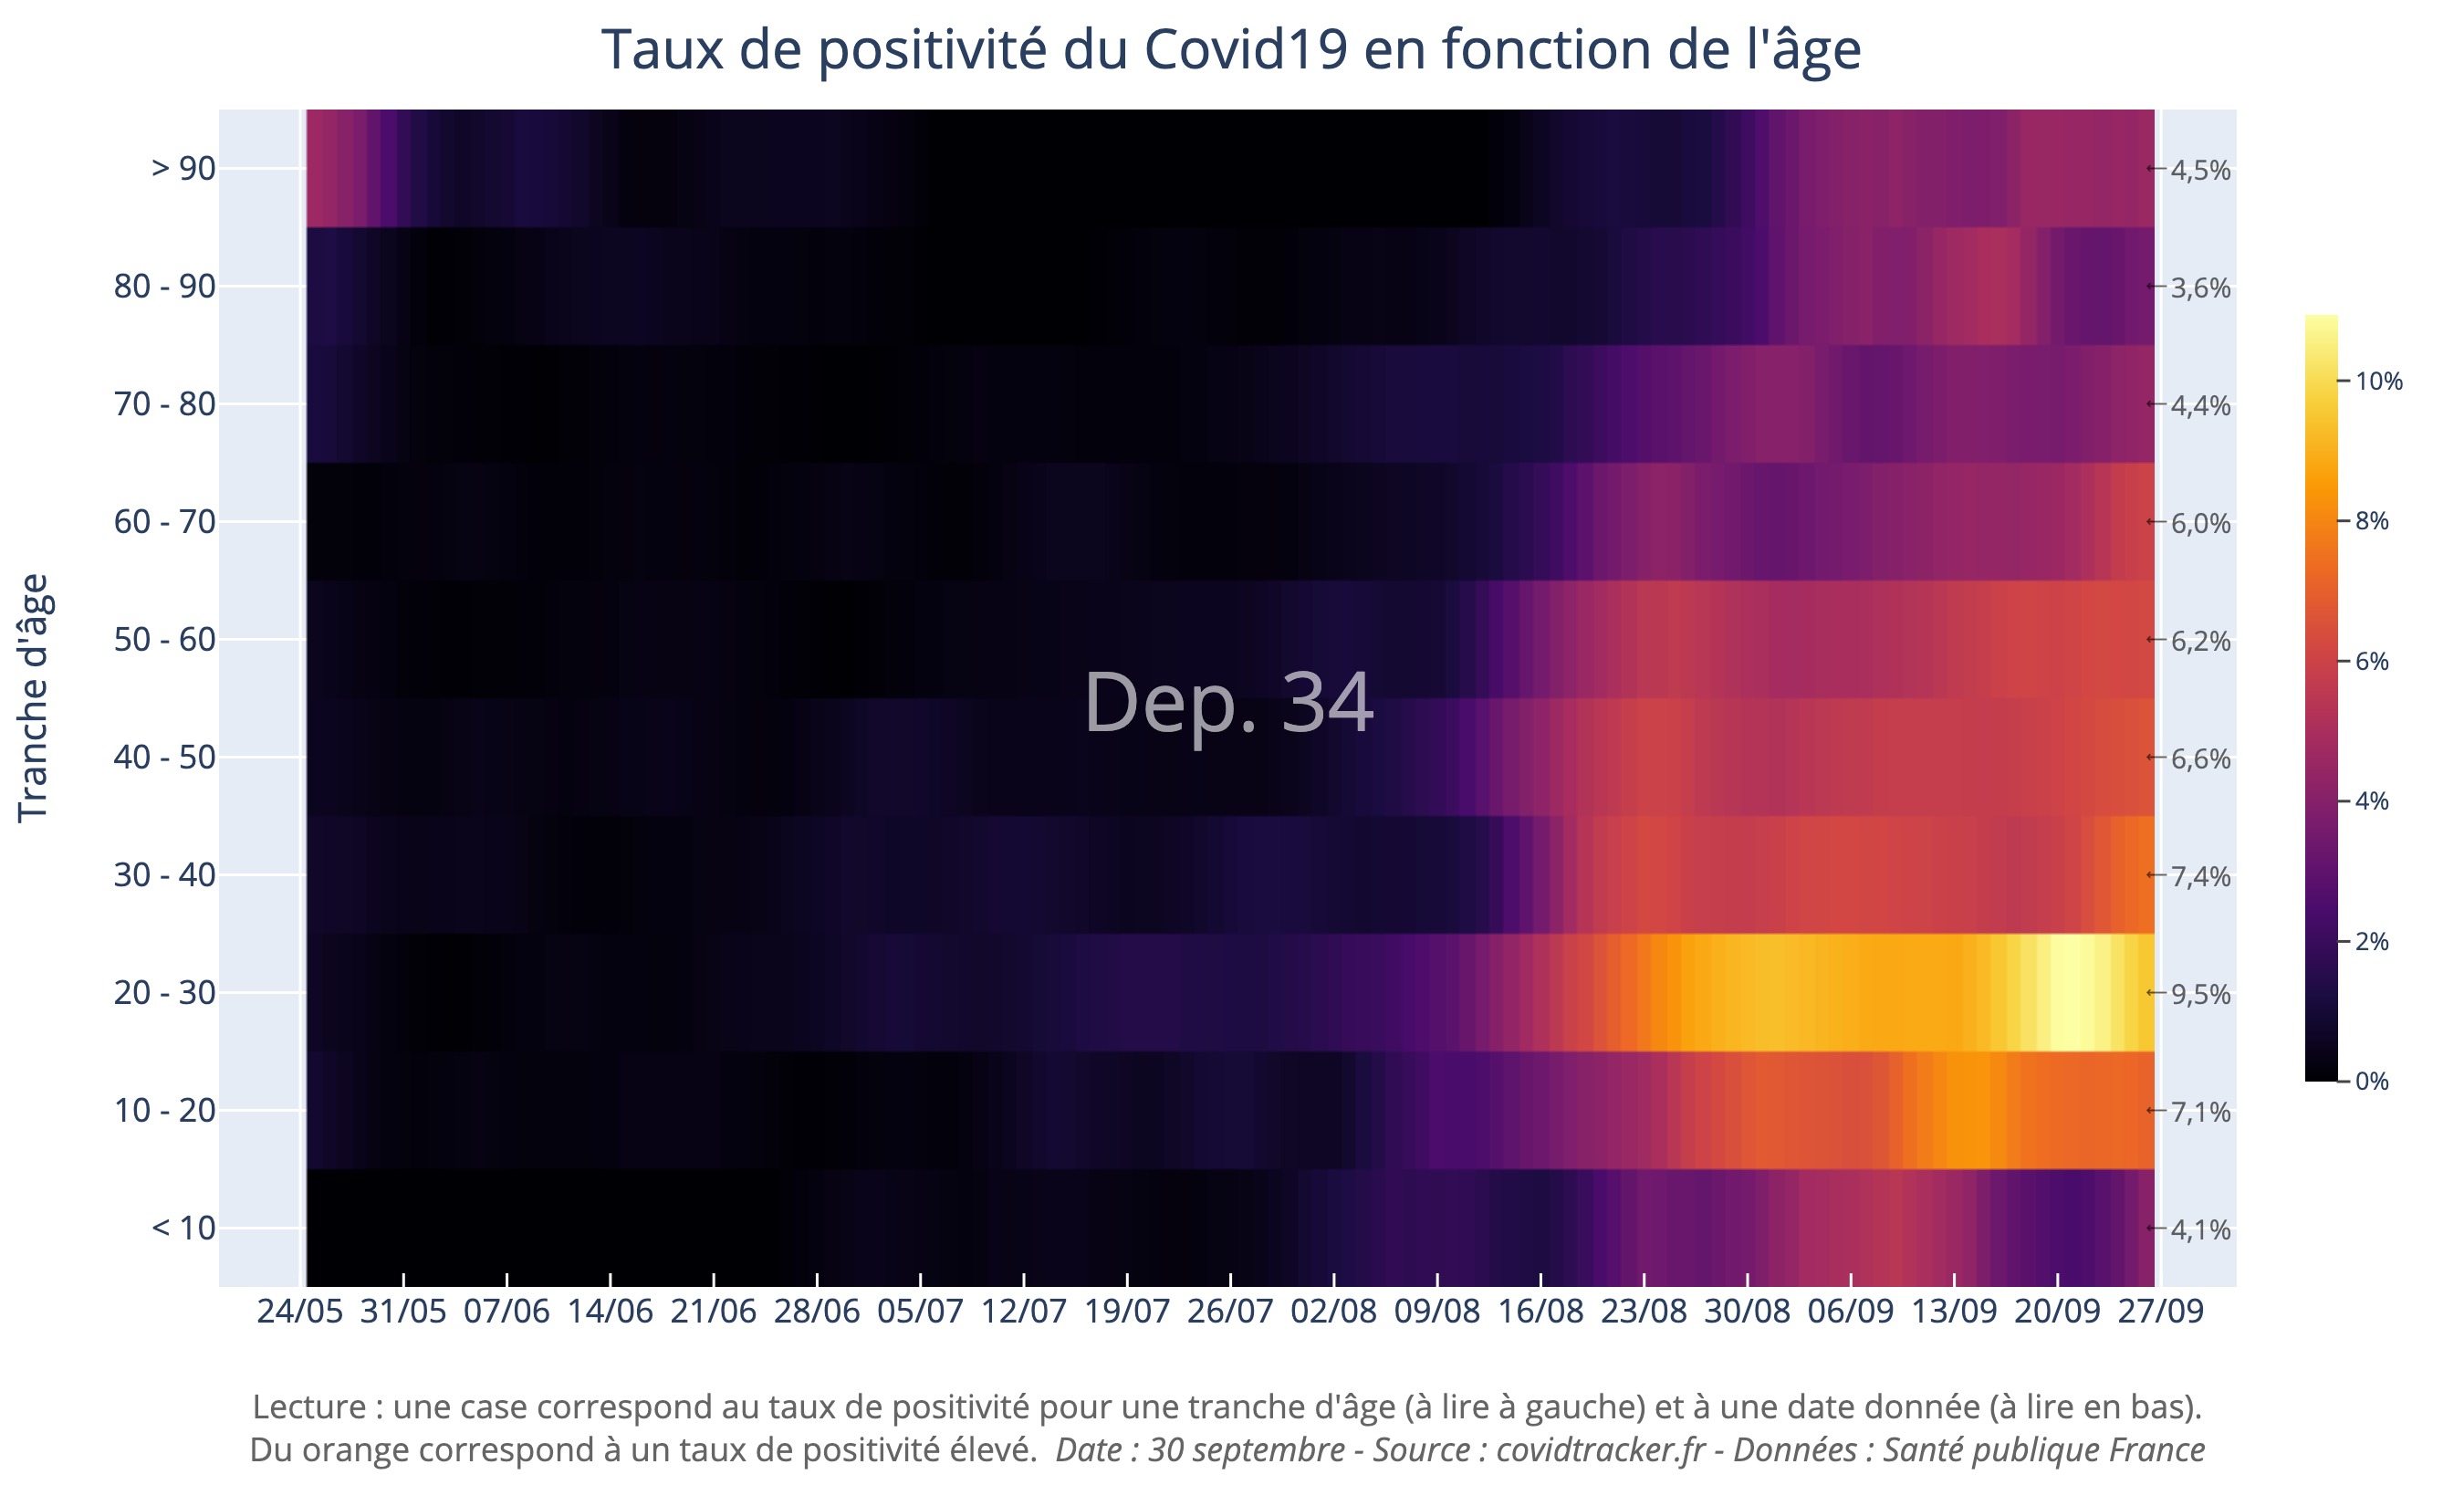 Taux de positivité du Covid19 en fonction de l'âge
Tranche d'âge
> 90
80 - 90
70 - 80
60 - 70
50 - 60
40 - 50
30 - 40
20 - 30
10 - 20
< 10
Dep. 34
4,5%
3,6%
4,4%
6,0%
6,2%
6,6%
7,4%
9,5%
7,1%
4,1%
10%
8%
6%
4%
2%
0%
24/05 31/05 07/06 14/06 21/06 28/06 05/07 12/07 19/07 26/07 02/08 09/08 16/08 23/08 30/08 06/09 13/09 20/09 27/09
Lecture : une case correspond au taux de positivité pour une tranche d'âge (à lire à gauche) et à une date donnée (à lire en bas).
Du orange correspond à un taux de positivité élevé. Date : 30 septembre - Source : covidtracker.fr - Données : Santé publique France